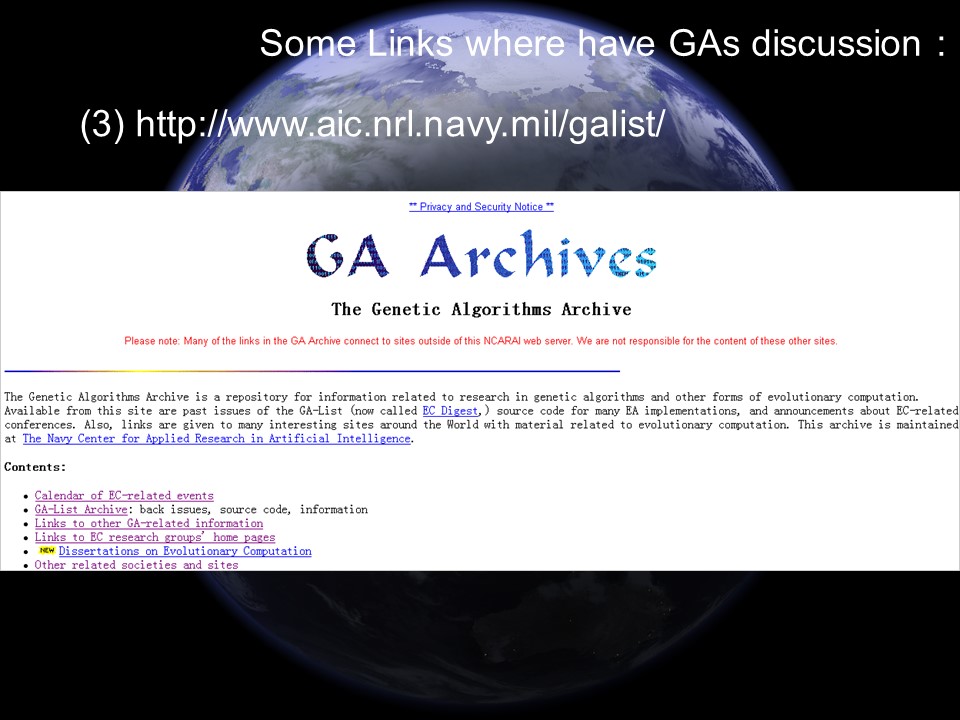 Some Links where have GAs discussion :
(3) http://www.aic.nrl.navy.mil/galist/
** Privacy and Security Notice **
GA Archives
The Genetic Algorithms Archive
Please note: Many of the links in the GA Archive connect to sites outside of this NCARAI web server. We are not responsible for the content of these other sites.
The Genetic Algorithms Archive is a repository for information related to research in genetic algorithms and other forms of evolutionary computation.
Available from this site are past issues of the GA-List (now called EC Digest,) source code for many EA implementations, and announcements about EC-related
conferences. Also, links are given to many interesting sites around the World with material related to evolutionary computation. This archive is maintained
at The Navy Center for Applied Research in Artificial Intelligence.
Contents:
• Calendar of EC-related events
• GA-List Archive: back issues, source code, information
• Links to other GA-related information
• Links to EC research groups' home pages
• NEW Dissertations on Evolutionary Computation
• Other related societies and sites